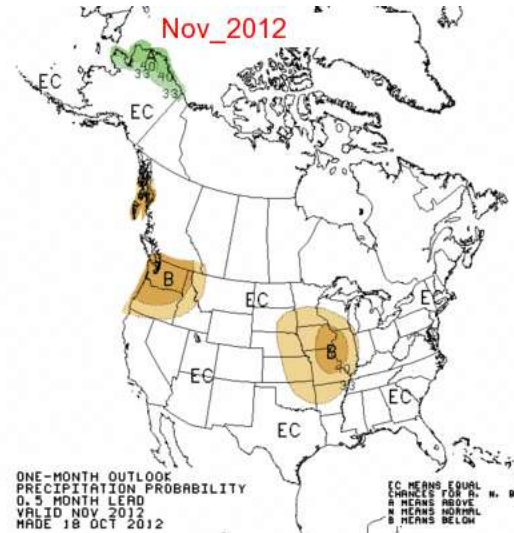 Nov_2012
A
40
33 40
33
EC
EC
B
EC
EC
B
40
33
EC
EC
EC
ONE-MONTH OUTLOOK
PRECIPITATION PROBABILITY
0.5 MONTH LEAD
VALID NOV 2012
MADE 18 OCT 2012
EC MEANS EQUAL
CHANCES FOR A, N, B
A MEANS ABOVE
N MEANS NORMAL
B MEANS BELOW